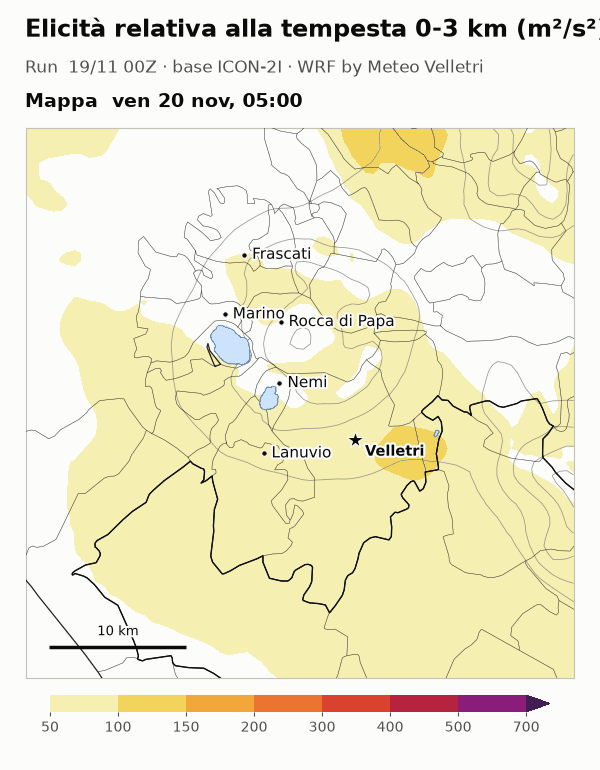 Elicità relativa alla tempesta 0-3 km (m²/s²)
Run 19/11 00Z · base ICON-2I · WRF by Meteo Velletri
Mappa ven 20 nov, 05:00
Frascati
Marino
Rocca di Papa
Nemi
Lanuvio
Velletri
10 km
50 100 150 200 300 400 500 700